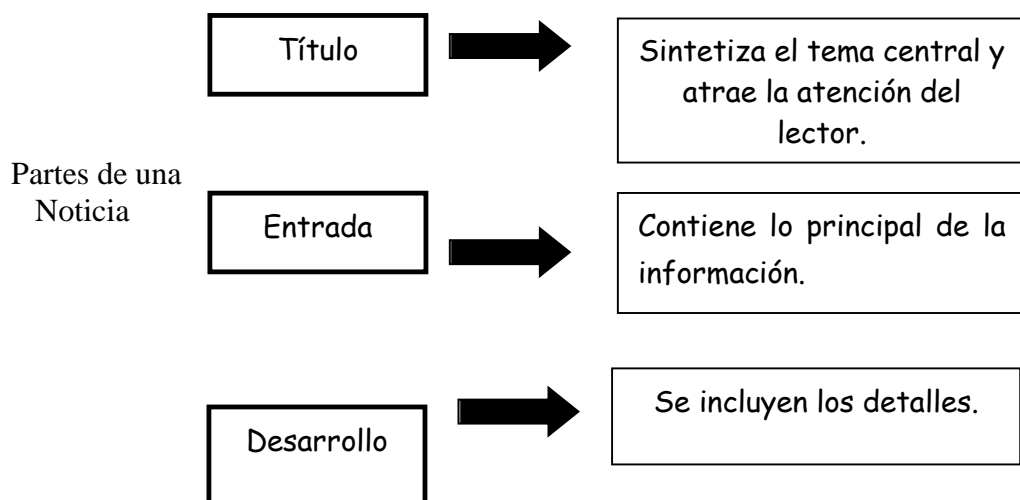 Título
Sintetiza el tema central y
atrae la atención del
lector.
Partes de una
Noticia
Entrada
Contiene lo principal de la
información.
Desarrollo
Se incluyen los detalles.